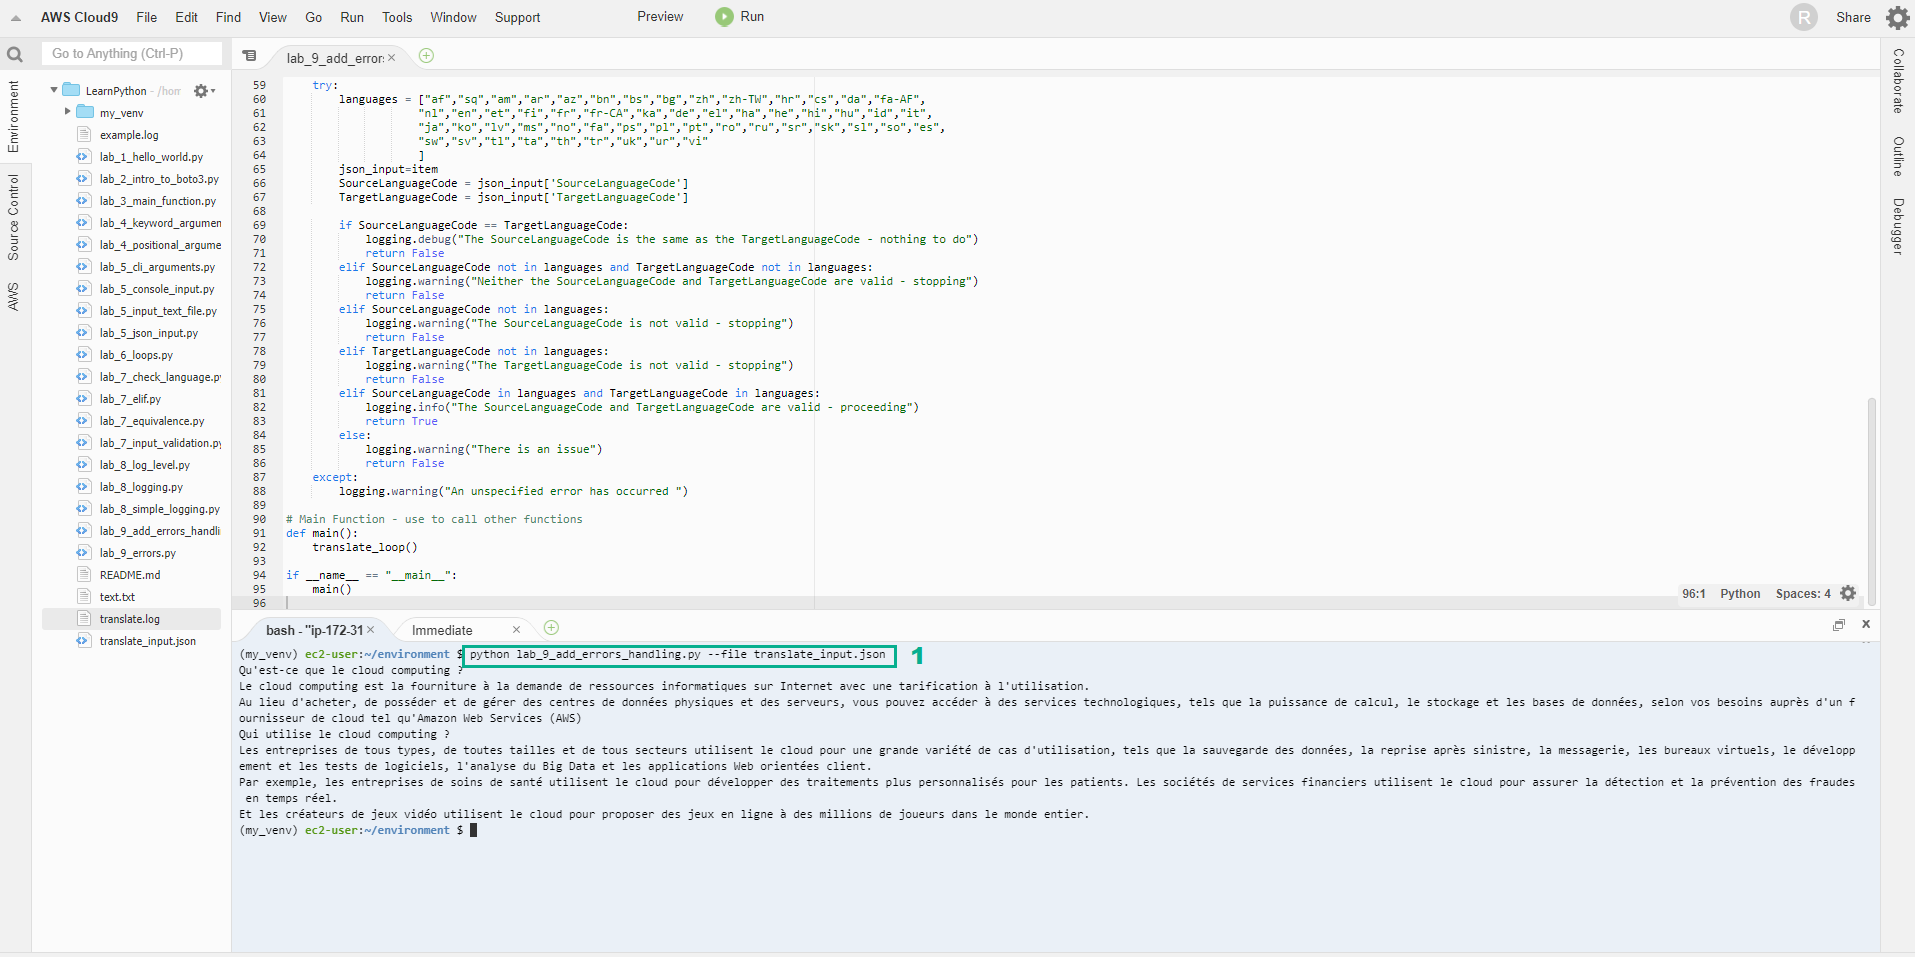 AWS Cloud9 File Edit Find View Go Run Tools Window Support Preview Run R Share
Go to Anything (Ctrl-P)
lab_9_add_error
Environment
Source Control
AWS
LearnPython - /hom
my_venv
example.log
lab_1_hello_world.py
lab_2_intro_to_boto3.py
lab_3_main_function.py
lab_4_keyword_argumen
lab_4_positional_argume
lab_5_cli_arguments.py
lab_5_console_input.py
lab_5_input_text_file.py
lab_5_json_input.py
lab_6_loops.py
lab_7_check_language.py
lab_7_elif.py
lab_7_equivalence.py
lab_7_input_validation.py
lab_8_log_level.py
lab_8_logging.py
lab_8_simple_logging.py
lab_9_add_errors_handli
lab_9_errors.py
README.md
text.txt
translate.log
translate_input.json
59 try:
60 languages = ["af","sq","am","ar","az","bn","bs","bg","zh","zh-TW","hr","cs","da","fa-AF",
61 "nl","en","et","fi","fr","fr-CA","ka","de","el","ha","he","hi","hu","id","it",
62 "ja","ko","lv","ms","no","fa","ps","pl","pt","ro","ru","sr","sk","sl","so","es",
63 "sw","sv","tl","ta","th","tr","uk","ur","vi"
64 ]
65 json_input=item
66 SourceLanguageCode = json_input['SourceLanguageCode']
67 TargetLanguageCode = json_input['TargetLanguageCode']
68
69 if SourceLanguageCode == TargetLanguageCode:
70 logging.debug("The SourceLanguageCode is the same as the TargetLanguageCode - nothing to do")
71 return False
72 elif SourceLanguageCode not in languages and TargetLanguageCode not in languages:
73 logging.warning("Neither the SourceLanguageCode and TargetLanguageCode are valid - stopping")
74 return False
75 elif SourceLanguageCode not in languages:
76 logging.warning("The SourceLanguageCode is not valid - stopping")
77 return False
78 elif TargetLanguageCode not in languages:
79 logging.warning("The TargetLanguageCode is not valid - stopping")
80 return False
81 elif SourceLanguageCode in languages and TargetLanguageCode in languages:
82 logging.info("The SourceLanguageCode and TargetLanguageCode are valid - proceeding")
83 return True
84 else:
85 logging.warning("There is an issue")
86 return False
87 except:
88 logging.warning("An unspecified error has occurred ")
89
90 # Main Function - use to call other functions
91 def main():
92 translate_loop()
93
94 if __name__ == "__main__":
95 main()
96
96:1 Python Spaces: 4
Collaborate
Outline
Debugger
bash - "ip-172-31 Immediate
(my_venv) ec2-user:~/environment $ python lab_9_add_errors_handling.py --file translate_input.json 1
Qu'est-ce que le cloud computing ?
Le cloud computing est la fourniture à la demande de ressources informatiques sur Internet avec une tarification à l'utilisation.
Au lieu d'acheter, de posséder et de gérer des centres de données physiques et des serveurs, vous pouvez accéder à des services technologiques, tels que la puissance de calcul, le stockage et les bases de données, selon vos besoins auprès d'un f
ournisseur de cloud tel qu'Amazon Web Services (AWS)
Qui utilise le cloud computing ?
Les entreprises de tous types, de toutes tailles et de tous secteurs utilisent le cloud pour une grande variété de cas d'utilisation, tels que la sauvegarde des données, la reprise après sinistre, la messagerie, les bureaux virtuels, le développ
ement et les tests de logiciels, l'analyse du Big Data et les applications Web orientées client.
Par exemple, les entreprises de soins de santé utilisent le cloud pour développer des traitements plus personnalisés pour les patients. Les sociétés de services financiers utilisent le cloud pour assurer la détection et la prévention des fraudes
en temps réel.
Et les créateurs de jeux vidéo utilisent le cloud pour proposer des jeux en ligne à des millions de joueurs dans le monde entier.
(my_venv) ec2-user:~/environment $